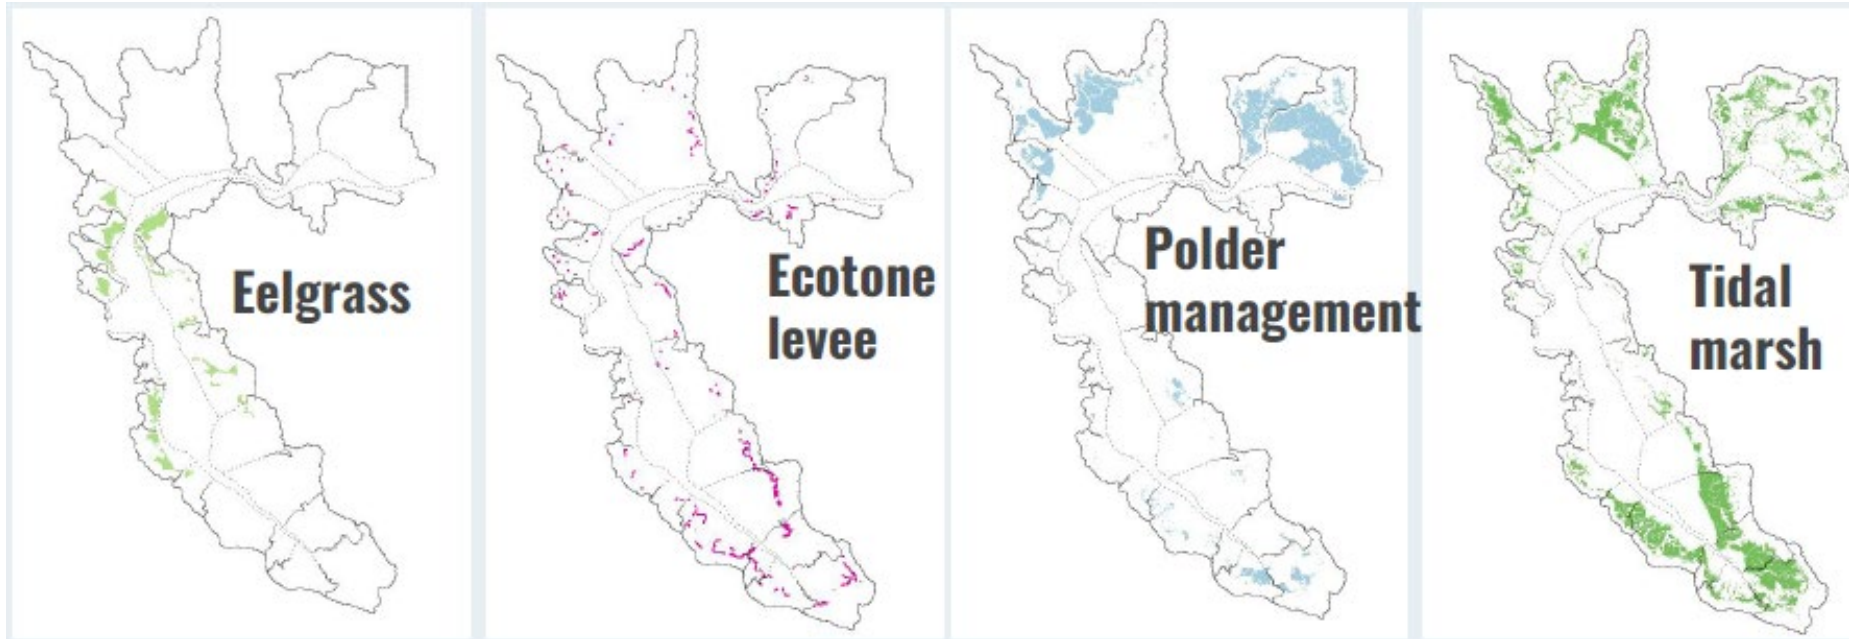 Eelgrass
Ecotone
levee
Polder
management
Tidal
marsh